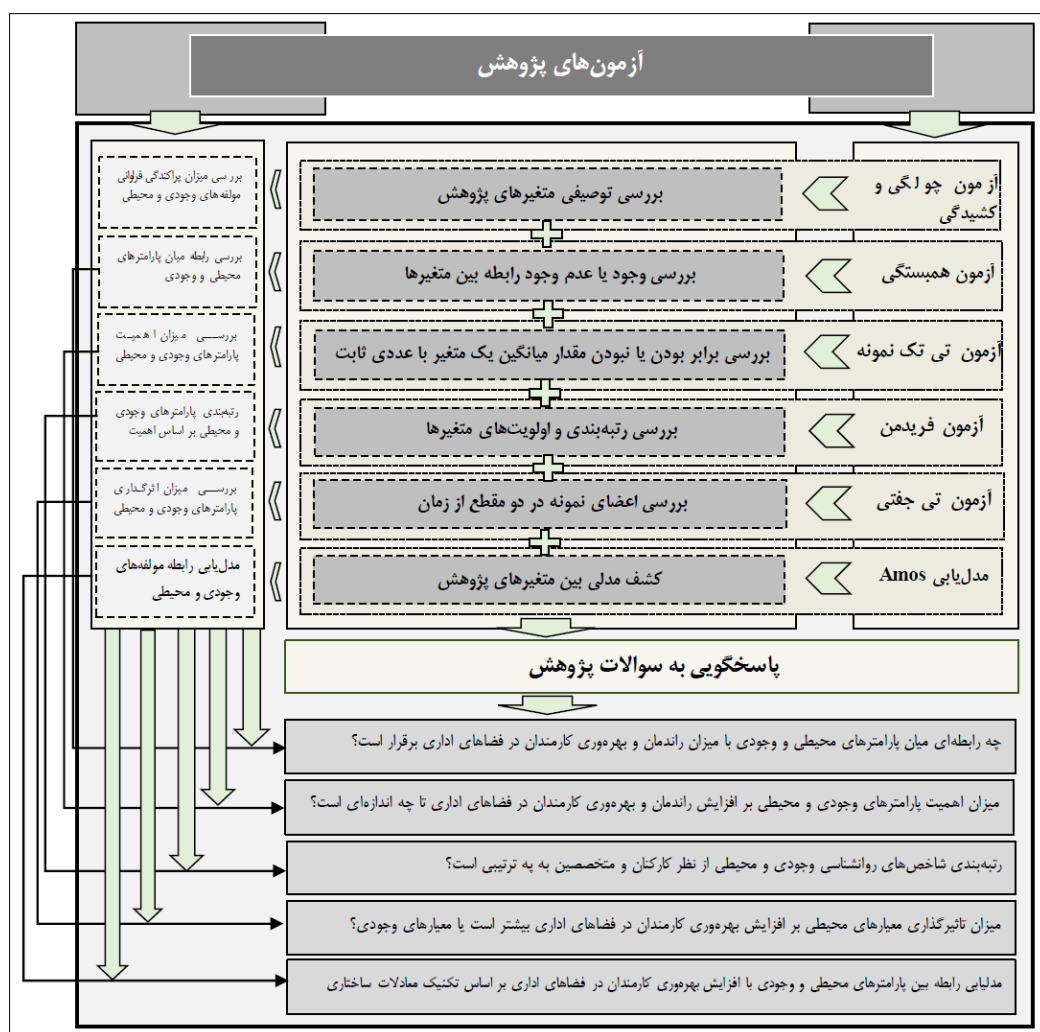 آزمون‌های پژوهش
آزمون چولگی و
کشیدگی
بررسی توصیفی متغیرهای پژوهش
بررسی میزان پراکندگی فراوانی
مولفه‌های وجودی و محیطی
آزمون همبستگی
بررسی وجود یا عدم وجود رابطه بین متغیرها
بررسی رابطه میان پارامترهای
محیطی و وجودی
آزمون تی تک نمونه
بررسی برابر بودن یا نبودن مقدار میانگین یک متغیر با عددی ثابت
بررسی میزان اهمیت
پارامترهای وجودی و محیطی
آزمون فریدمن
بررسی رتبه‌بندی و اولویت‌های متغیرها
رتبه‌بندی پارامترهای وجودی
و محیطی بر اساس اهمیت
آزمون تی جفتی
بررسی اعضای نمونه در دو مقطع از زمان
بررسی میزان اثرگذاری
پارامترهای وجودی و محیطی
مدل‌یابی Amos
کشف مدلی بین متغیرهای پژوهش
مدل‌یابی رابطه مولفه‌های
وجودی و محیطی
پاسخگویی به سوالات پژوهش
چه رابطه‌ای میان پارامترهای محیطی و وجودی با میزان راندمان و بهره‌وری کارمندان در فضاهای اداری برقرار است؟
میزان اهمیت پارامترهای وجودی و محیطی بر افزایش راندمان و بهره‌وری کارمندان در فضاهای اداری تا چه اندازه‌ای است؟
رتبه‌بندی شاخص‌های روانشناسی وجودی و محیطی از نظر کارکنان و متخصصین به په ترتیبی است؟
میزان تاثیرگذاری معیارهای محیطی بر افزایش بهره‌وری کارمندان در فضاهای اداری بیشتر است یا معیارهای وجودی؟
مدلیابی رابطه بین پارامترهای محیطی و وجودی با افزایش بهره‌وری کارمندان در فضاهای اداری بر اساس تکنیک معادلات ساختاری